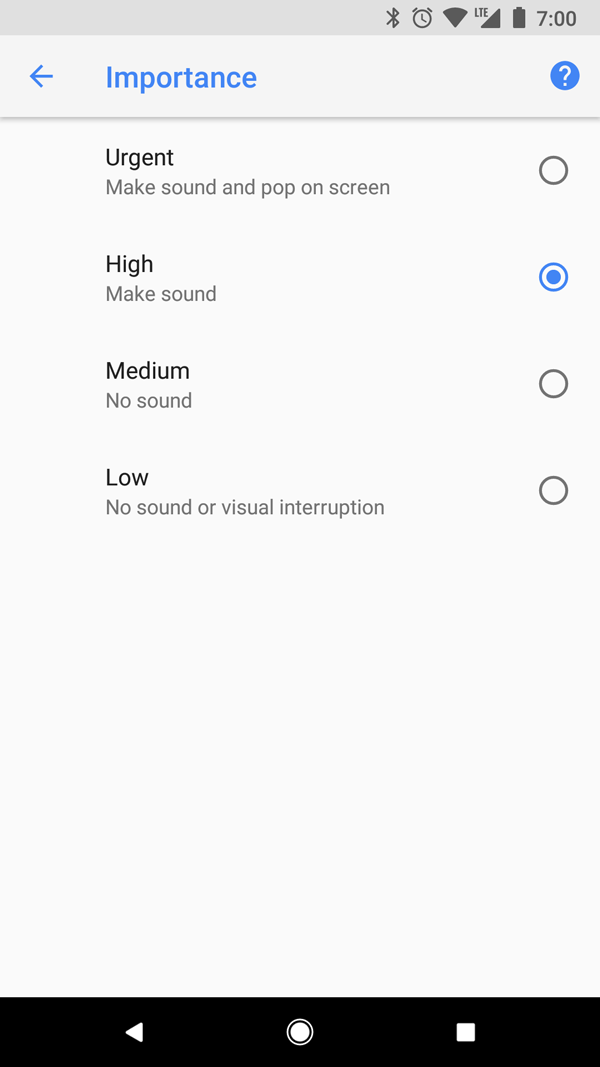 LTE 7:00
Importance
Urgent
Make sound and pop on screen
High
Make sound
Medium
No sound
Low
No sound or visual interruption